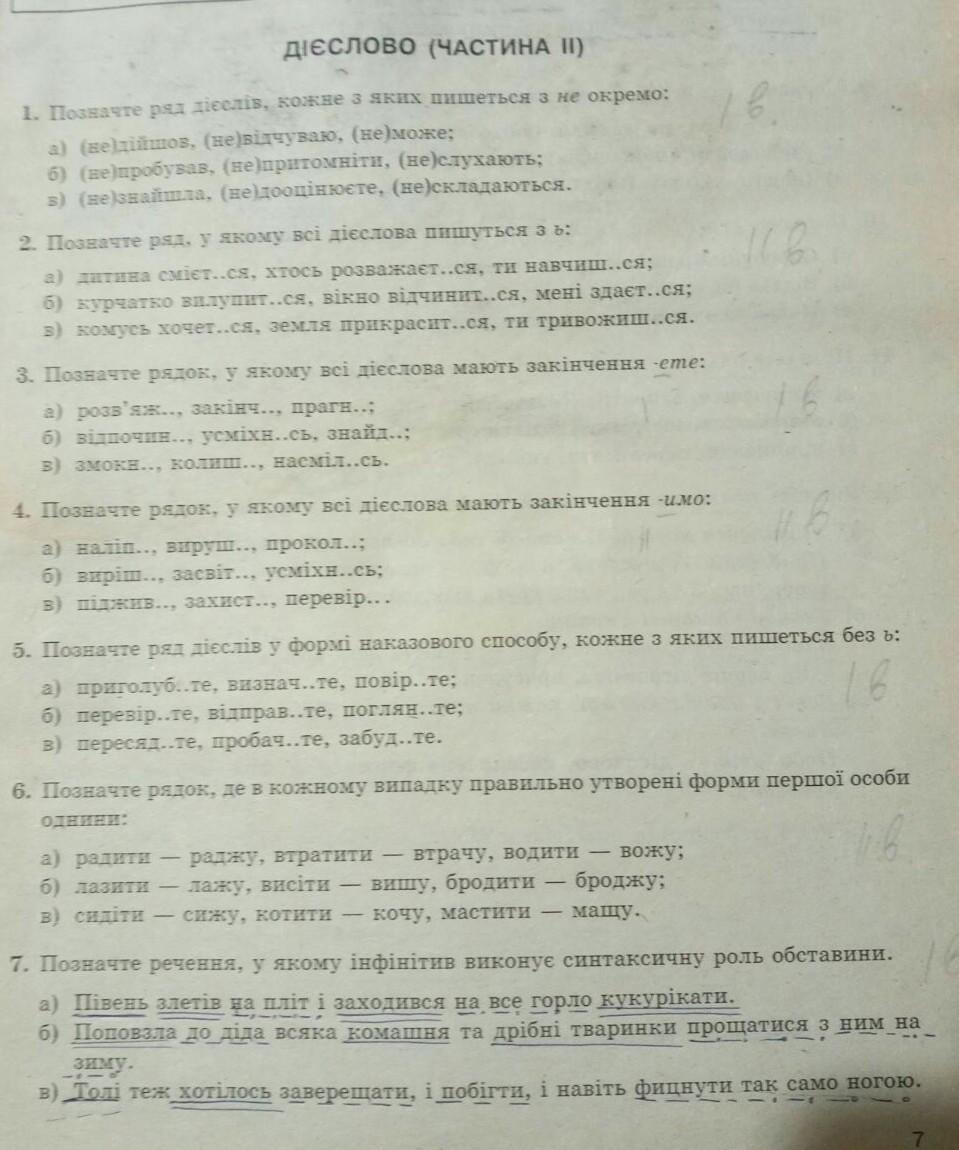 ДІЄСЛОВО (ЧАСТИНА II)
1. Позначте ряд дієслів, кожне з яких пишеться з не окремо:
а) (не)дійшов, (не)відчуваю, (не)може;
б) (не)пробував, (не)притомніти, (не)слухають;
в) (не)знайшла, (не)дооцінюєте, (не)складаються.
2. Позначте ряд, у якому всі дієслова пишуться з ь:
а) дитина смієт..ся, хтось розважаєт..ся, ти навчиш..ся;
б) курчатко вилупит..ся, вікно відчинит..ся, мені здаєт..ся;
в) комусь хочет..ся, земля прикрасит..ся, ти тривожиш..ся.
3. Позначте рядок, у якому всі дієслова мають закінчення -ете:
а) розв'яж.., закінч.., прагн..;
б) відпочин.., усміхн..сь, знайд..;
в) змокн.., колиш.., насміл..сь.
4. Позначте рядок, у якому всі дієслова мають закінчення -имо:
а) наліп.., вируш.., прокол..;
б) виріш.., засвіт.., усміхн..сь;
в) піджив.., захист.., перевір...
5. Позначте ряд дієслів у формі наказового способу, кожне з яких пишеться без ь:
а) приголуб..те, визнач..те, повір..те;
б) перевір..те, відправ..те, поглян..те;
в) пересяд..те, пробач..те, забуд..те.
6. Позначте рядок, де в кожному випадку правильно утворені форми першої особи
однини:
а) радити — раджу, втратити — втрачу, водити — вожу;
б) лазити — лажу, висіти — вишу, бродити — броджу;
в) сидіти — сижу, котити — кочу, мастити — мащу.
7. Позначте речення, у якому інфінітив виконує синтаксичну роль обставини.
а) Півень злетів на пліт і заходився на все горло кукурікати.
б) Поповзла до діда всяка комашня та дрібні тваринки прощатися з ним на
зиму.
в) Толі теж хотілось заверещати, і побігти, і навіть фицнути так само ногою.
7